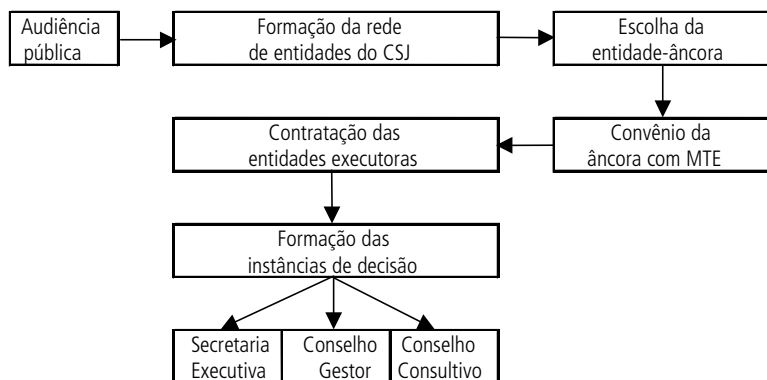 Audiência
pública
Formação da rede
de entidades do CSJ
Escolha da
entidade-âncora
Contratação das
entidades executoras
Convênio da
âncora com MTE
Formação das
instâncias de decisão
Secretaria
Executiva
Conselho
Gestor
Conselho
Consultivo